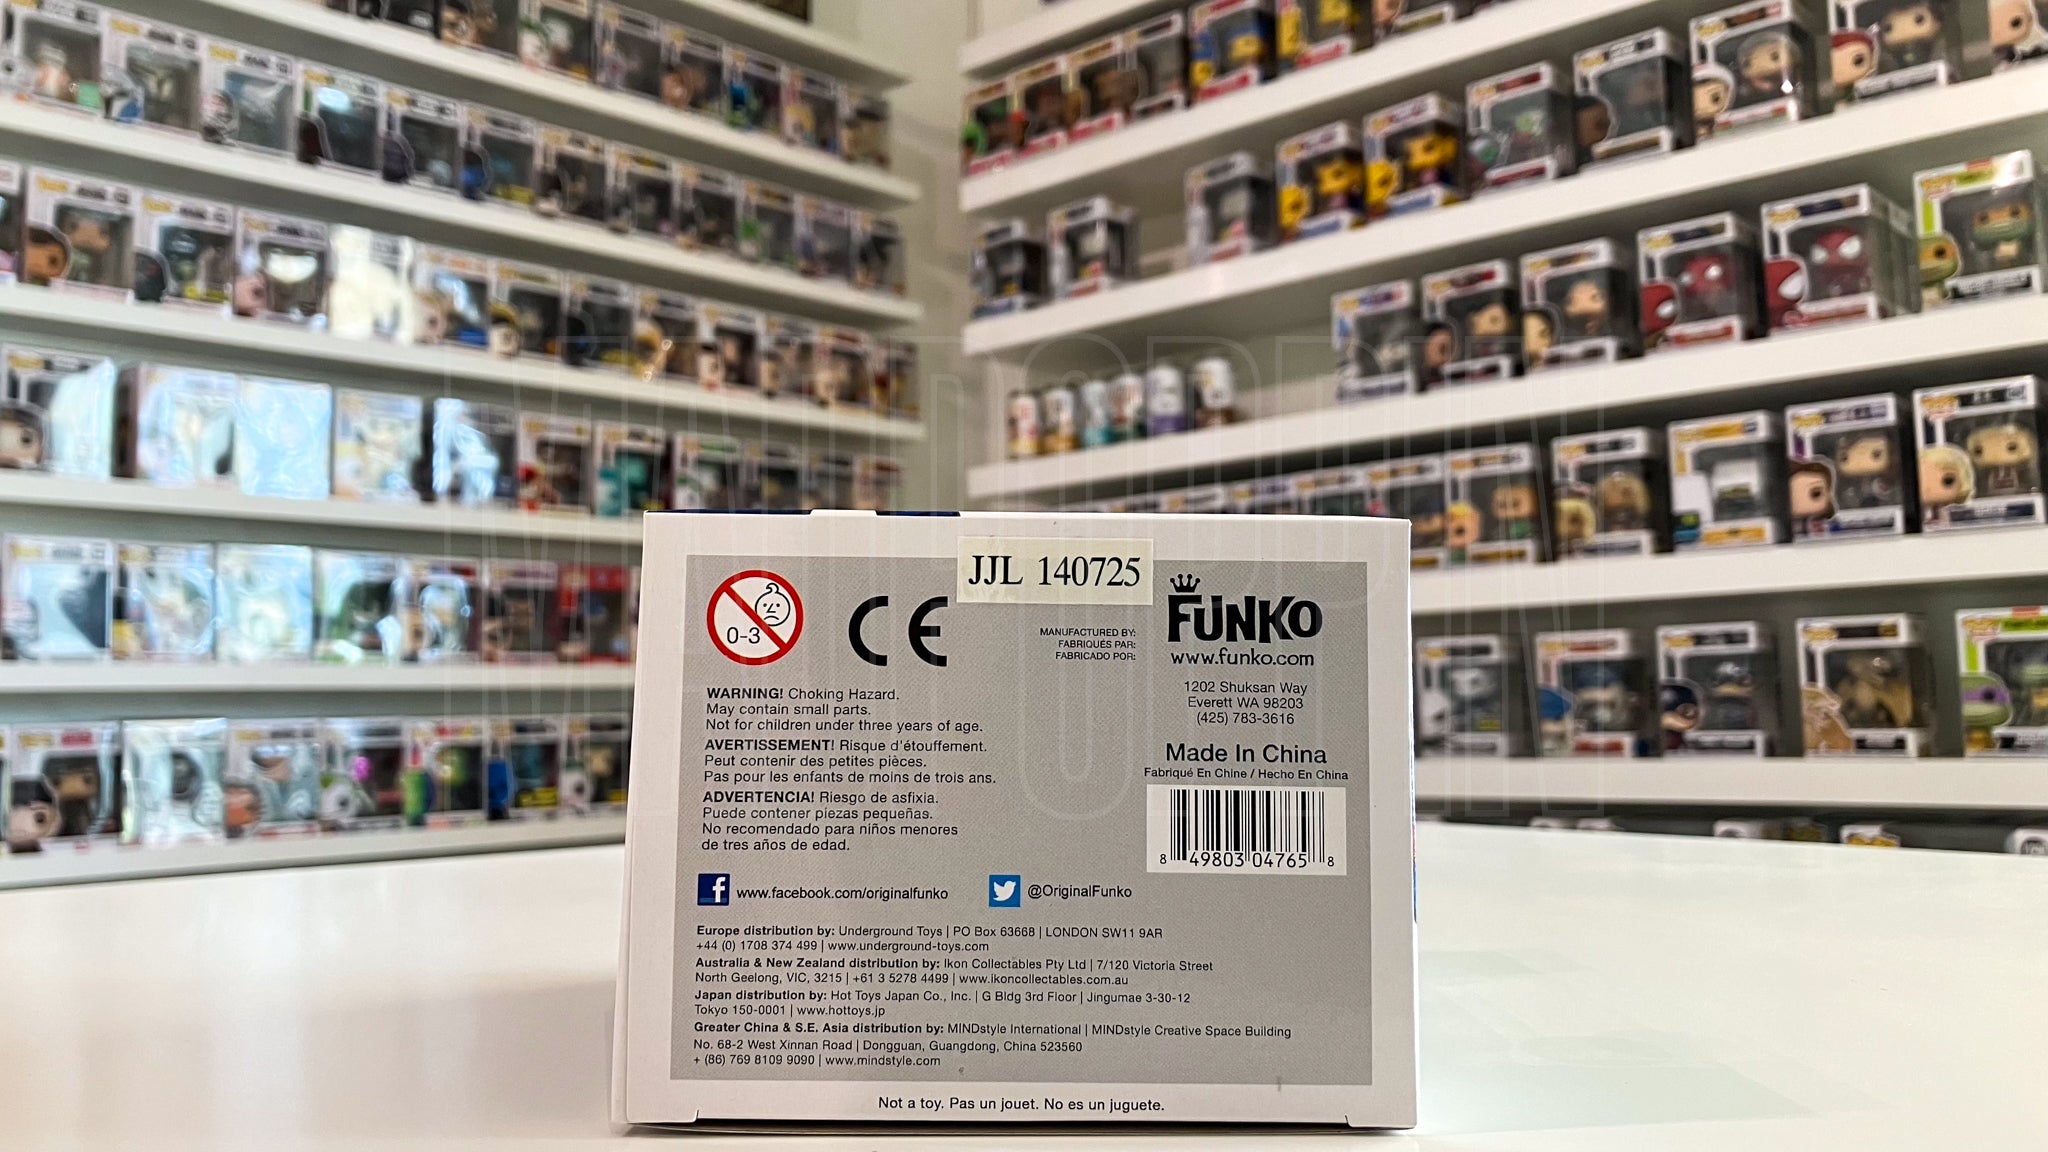 JJL 140725
0-3
CE
MANUFACTURED BY:
FABRIQUÉS PAR:
FABRICADO POR:
FUNKO
www.funko.com
1202 Shuksan Way
Everett WA 98203
(425) 783-3616
Made In China
Fabriqué En Chine / Hecho En China
8 49803 04765 8
WARNING! Choking Hazard.
May contain small parts.
Not for children under three years of age.
AVERTISSEMENT! Risque d'étouffement.
Peut contenir des petites pièces.
Pas pour les enfants de moins de trois ans.
ADVERTENCIA! Riesgo de asfixia.
Puede contener piezas pequeñas.
No recomendado para niños menores
de tres años de edad.
www.facebook.com/originalfunko
@OriginalFunko
Europe distribution by: Underground Toys | PO Box 63668 | LONDON SW11 9AR
+44 (0) 1708 374 499 | www.underground-toys.com
Australia & New Zealand distribution by: Ikon Collectables Pty Ltd | 7/120 Victoria Street
North Geelong, VIC, 3215 | +61 3 5278 4499 | www.ikoncollectables.com.au
Japan distribution by: Hot Toys Japan Co., Inc. | G Bldg 3rd Floor | Jingumae 3-30-12
Tokyo 150-0001 | www.hottoys.jp
Greater China & S.E. Asia distribution by: MINDstyle International | MINDstyle Creative Space Building
No. 68-2 West Xinnan Road | Dongguan, Guangdong, China 523560
+ (86) 769 8109 9090 | www.mindstyle.com
Not a toy. Pas un jouet. No es un juguete.